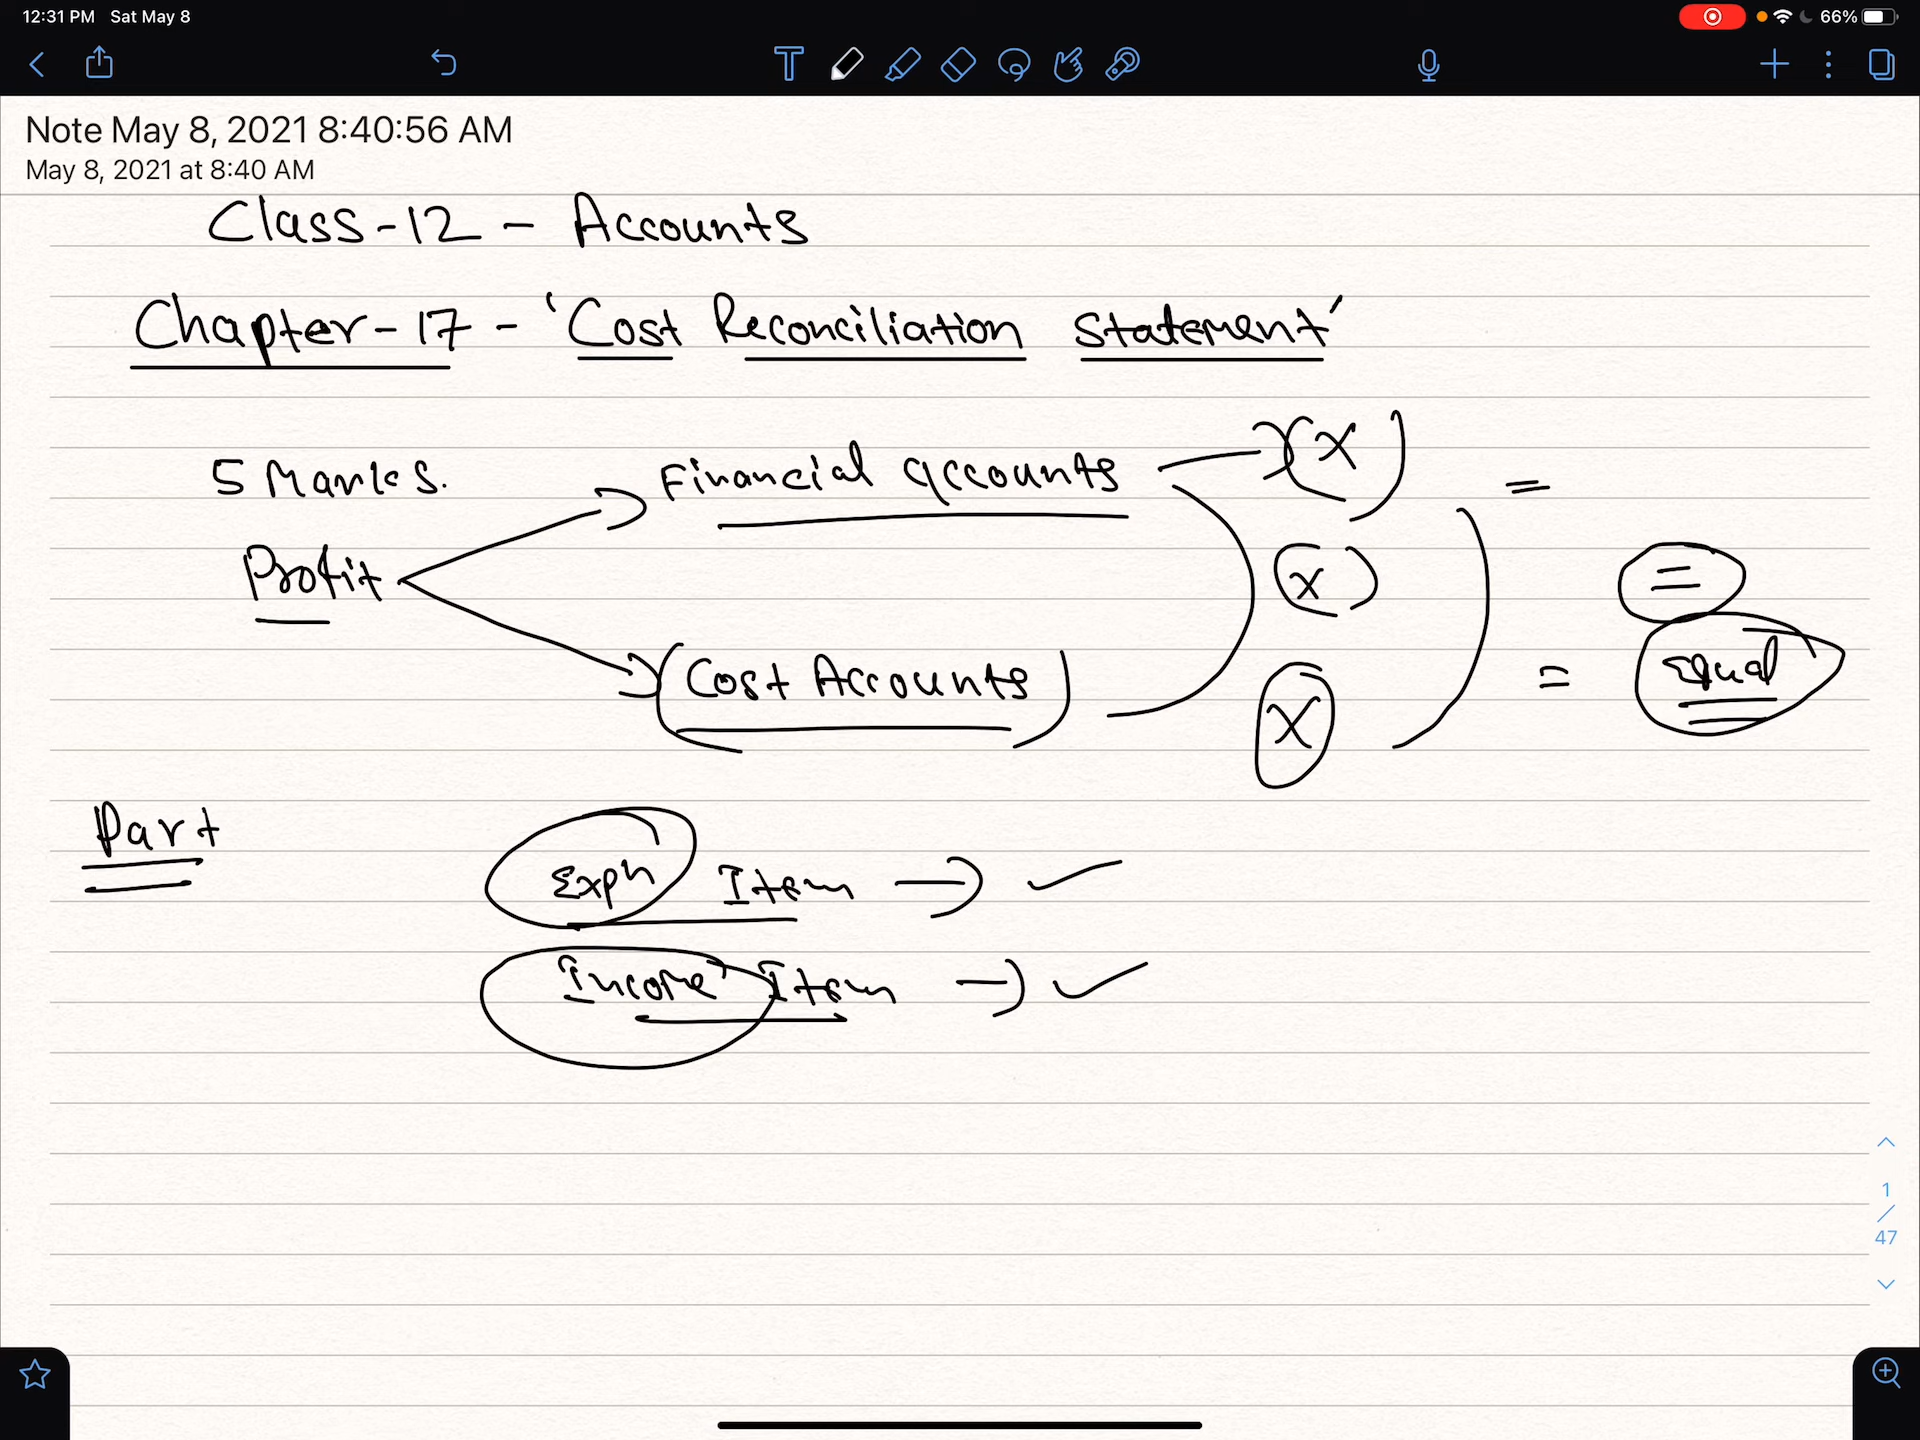 12:31 PM Sat May 8
66%
T
Note May 8, 2021 8:40:56 AM
May 8, 2021 at 8:40 AM
Class-12 - Accounts
Chapter-17 - 'Cost Reconciliation Statement'
5 Marks.
Financial accounts (X) =
Profit (X) =
(Cost Accounts) X = Equal
Part
Expn Item → ✓
Income Item → ✓
1
/
47